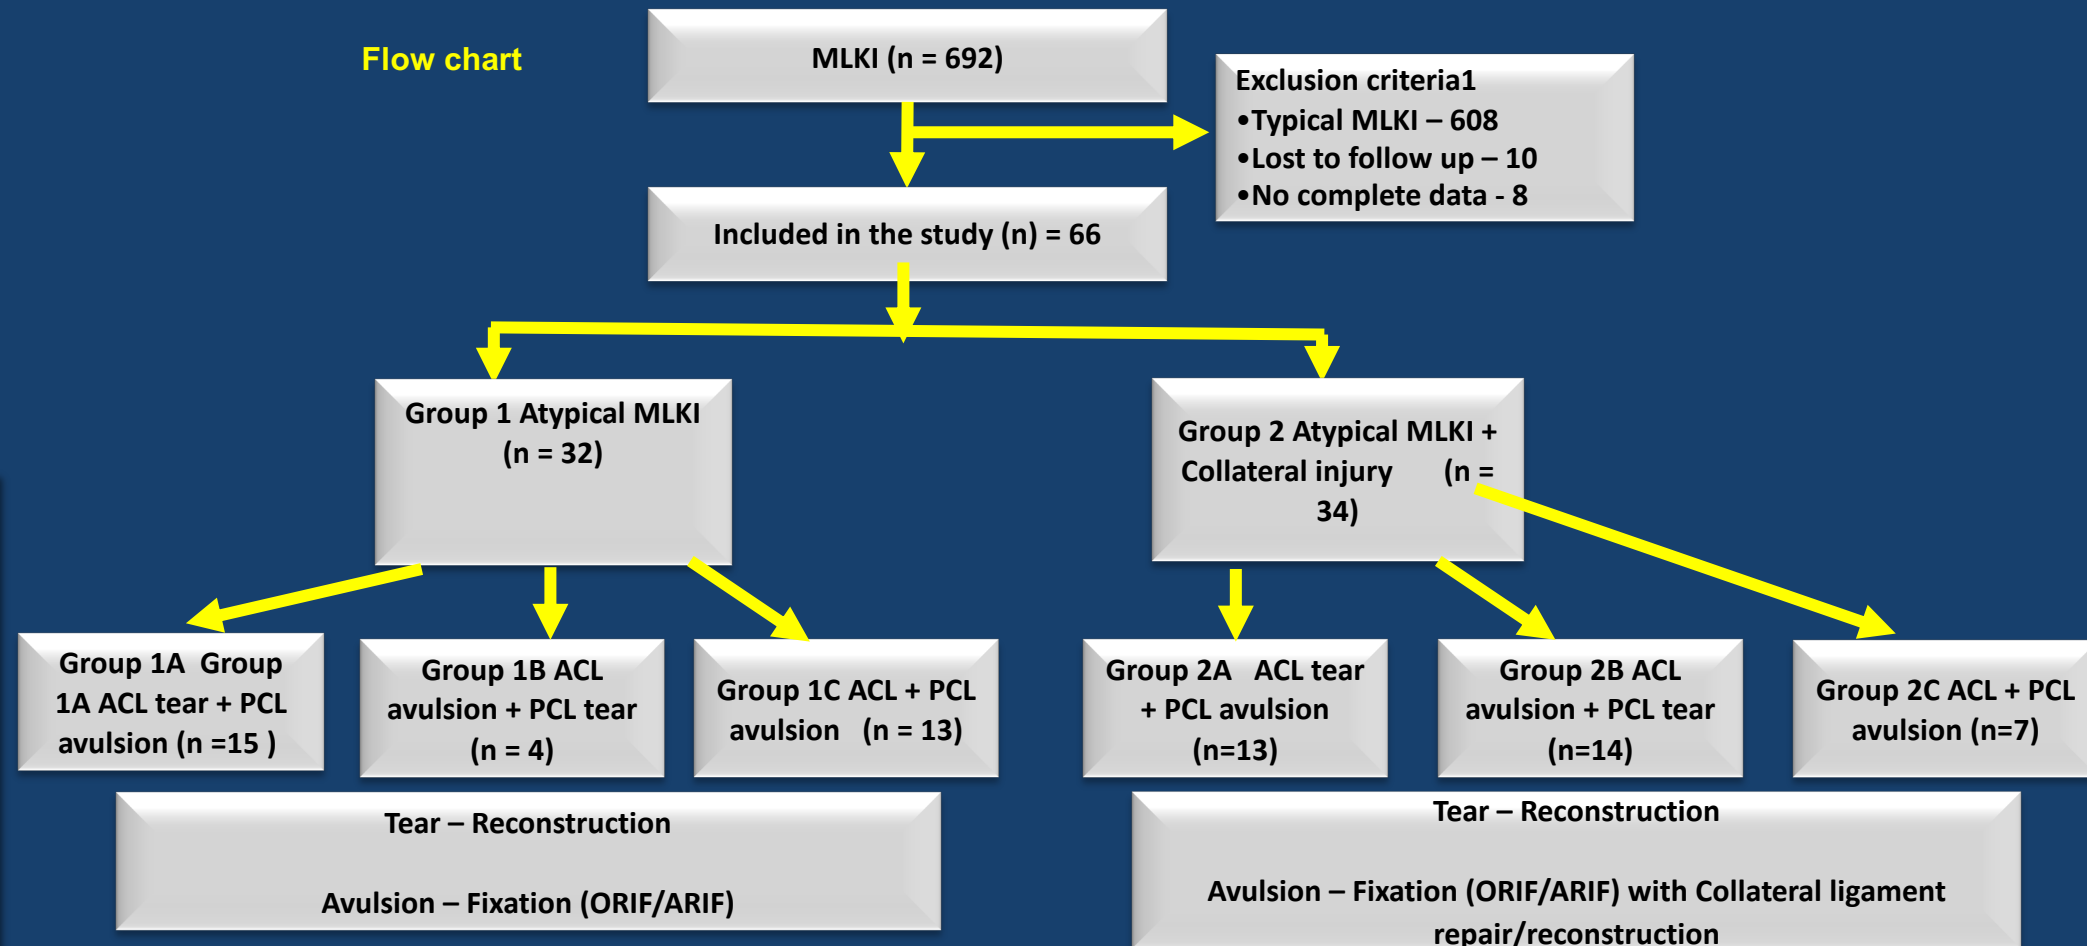 Flow chart
MLKI (n = 692)
Exclusion criteria1
•Typical MLKI – 608
•Lost to follow up – 10
•No complete data - 8
Included in the study (n) = 66
Group 1 Atypical MLKI
(n = 32)
Group 2 Atypical MLKI +
Collateral injury (n =
34)
Group 1A Group
1A ACL tear + PCL
avulsion (n =15 )
Group 1B ACL
avulsion + PCL tear
(n = 4)
Group 1C ACL + PCL
avulsion (n = 13)
Group 2A ACL tear
+ PCL avulsion
(n=13)
Group 2B ACL
avulsion + PCL tear
(n=14)
Group 2C ACL + PCL
avulsion (n=7)
Tear – Reconstruction
Avulsion – Fixation (ORIF/ARIF)
Tear – Reconstruction
Avulsion – Fixation (ORIF/ARIF) with Collateral ligament
repair/reconstruction